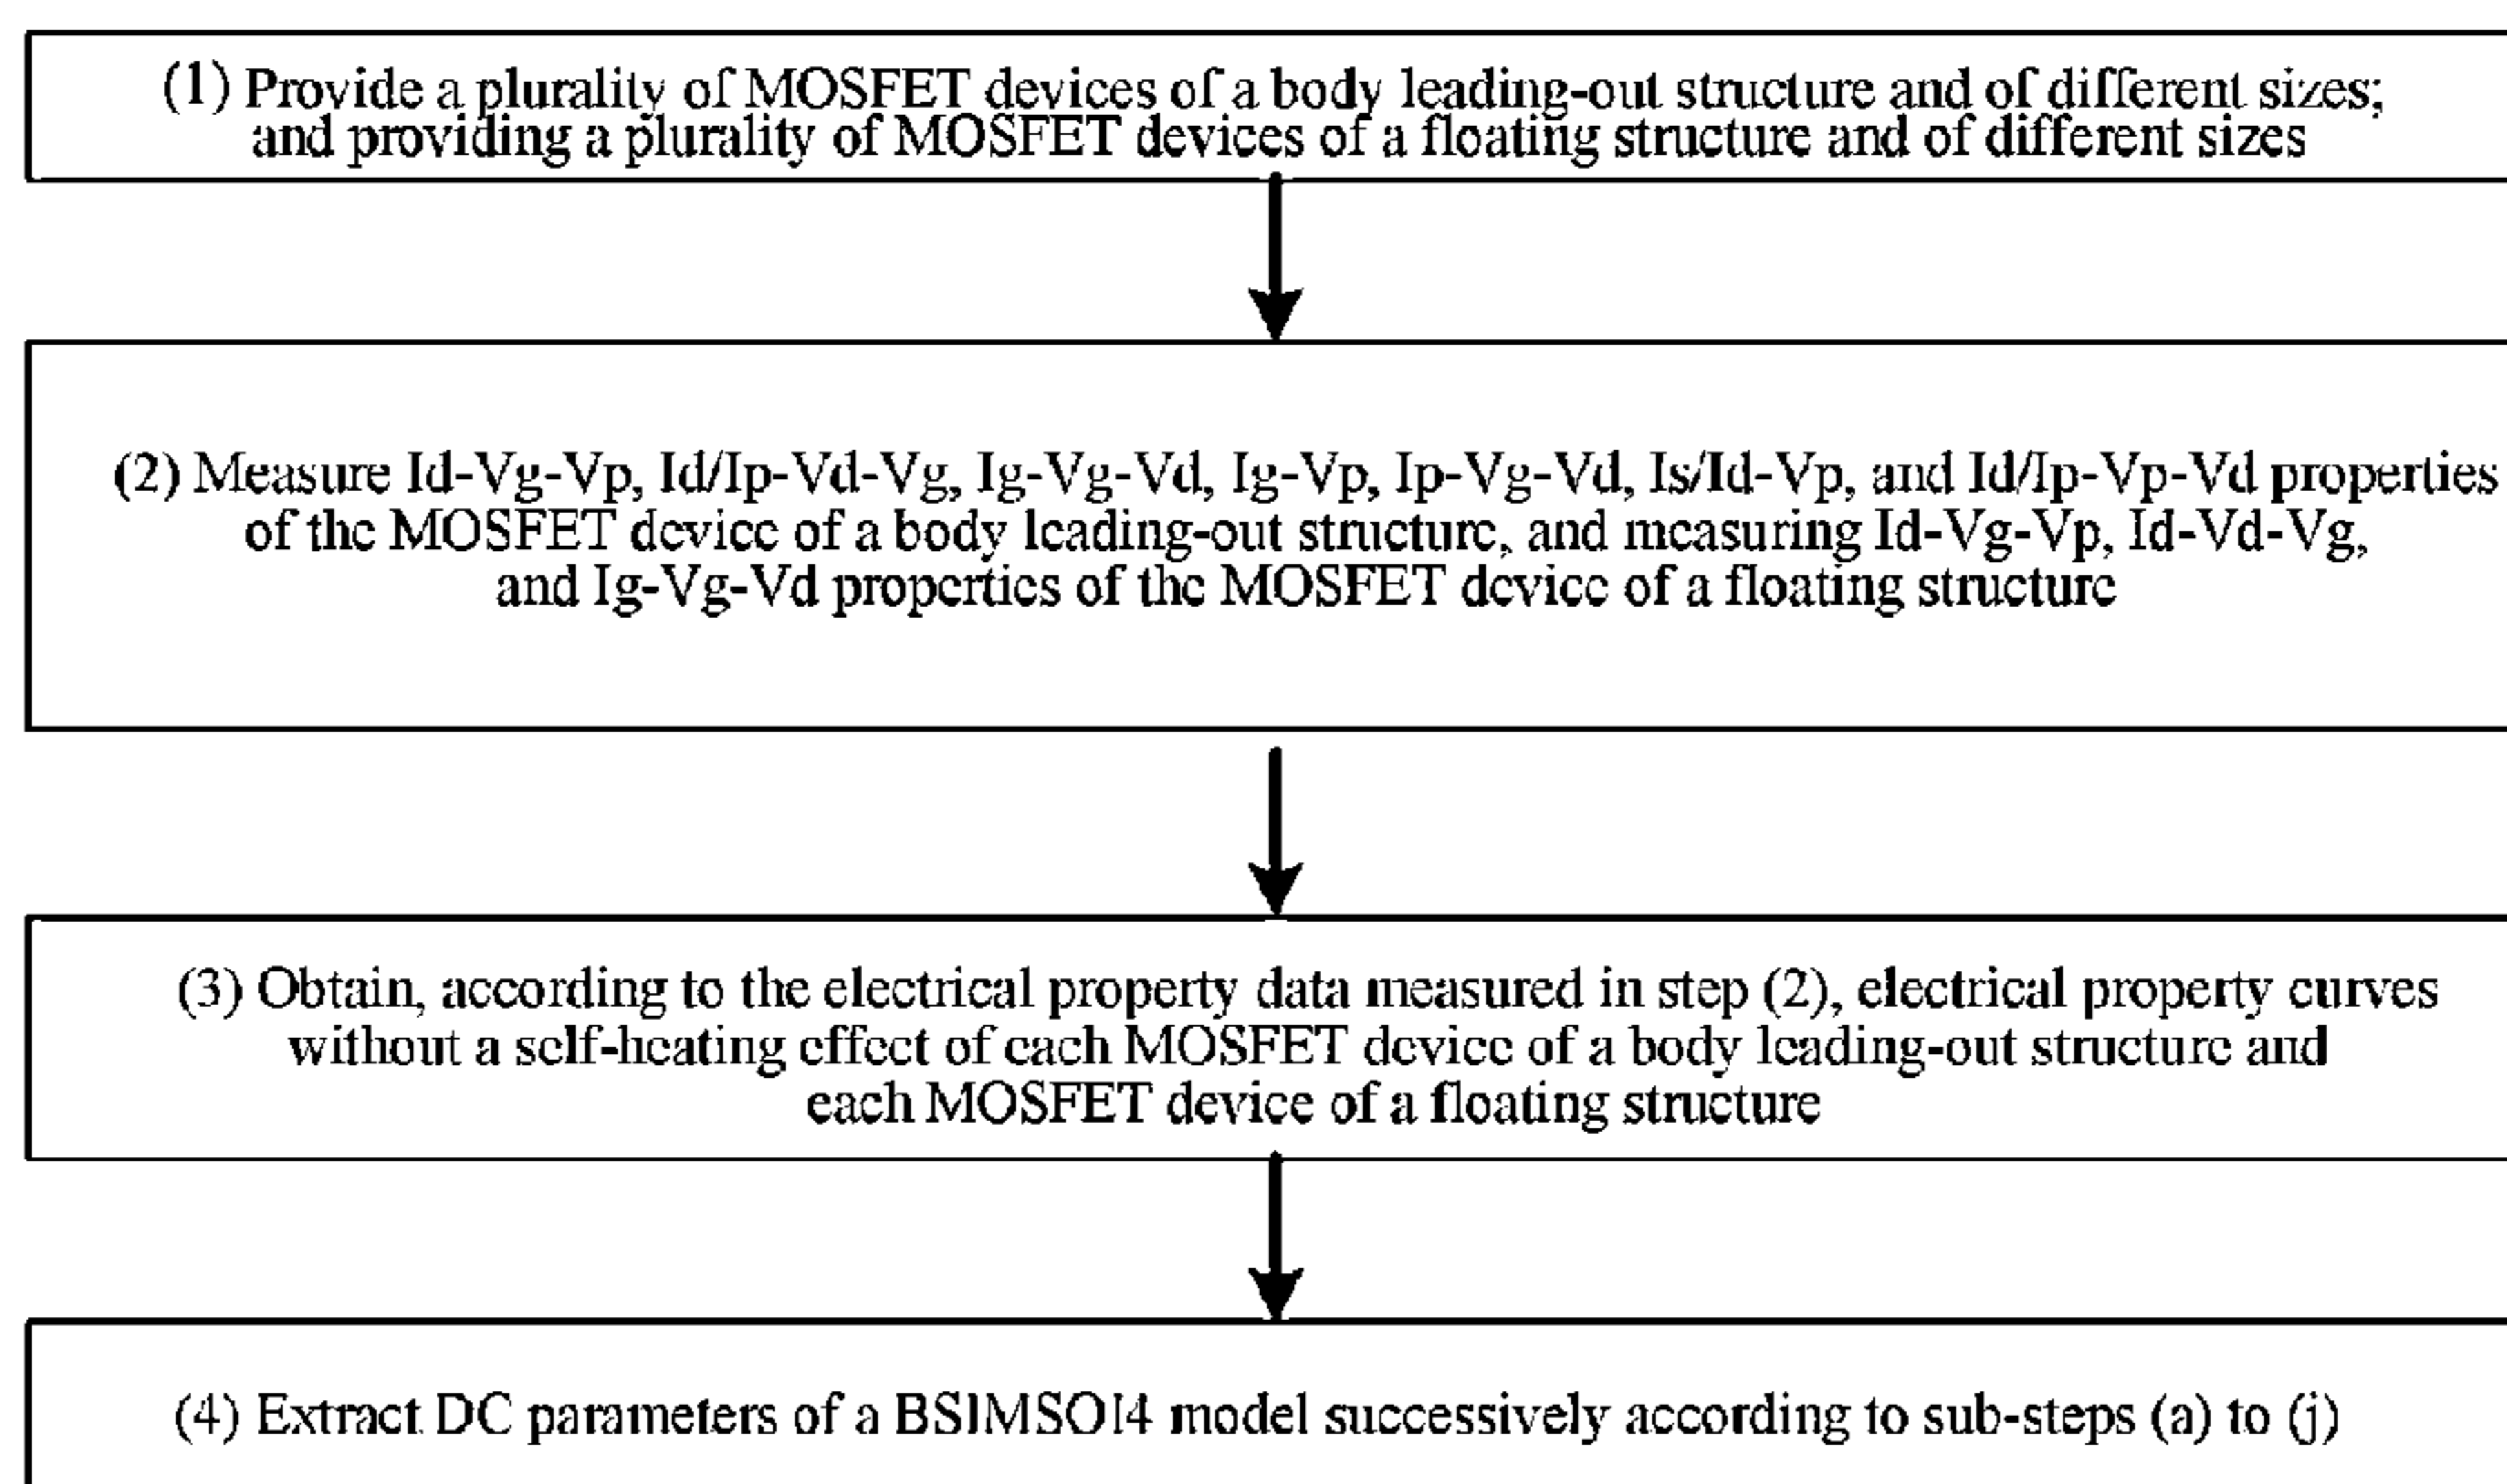 (1) Provide a plurality of MOSFET devices of a body leading-out structure and of different sizes;
and providing a plurality of MOSFET devices of a floating structure and of different sizes
(2) Measure Id-Vg-Vp, Id/Ip-Vd-Vg, Ig-Vg-Vd, Ig-Vp, Ip-Vg-Vd, Is/Id-Vp, and Id/Ip-Vp-Vd properties
of the MOSFET device of a body leading-out structure, and measuring Id-Vg-Vp, Id-Vd-Vg,
and Ig-Vg-Vd properties of the MOSFET device of a floating structure
(3) Obtain, according to the electrical property data measured in step (2), electrical property curves
without a self-heating effect of each MOSFET device of a body leading-out structure and
each MOSFET device of a floating structure
(4) Extract DC parameters of a BSIMSOI4 model successively according to sub-steps (a) to (j)